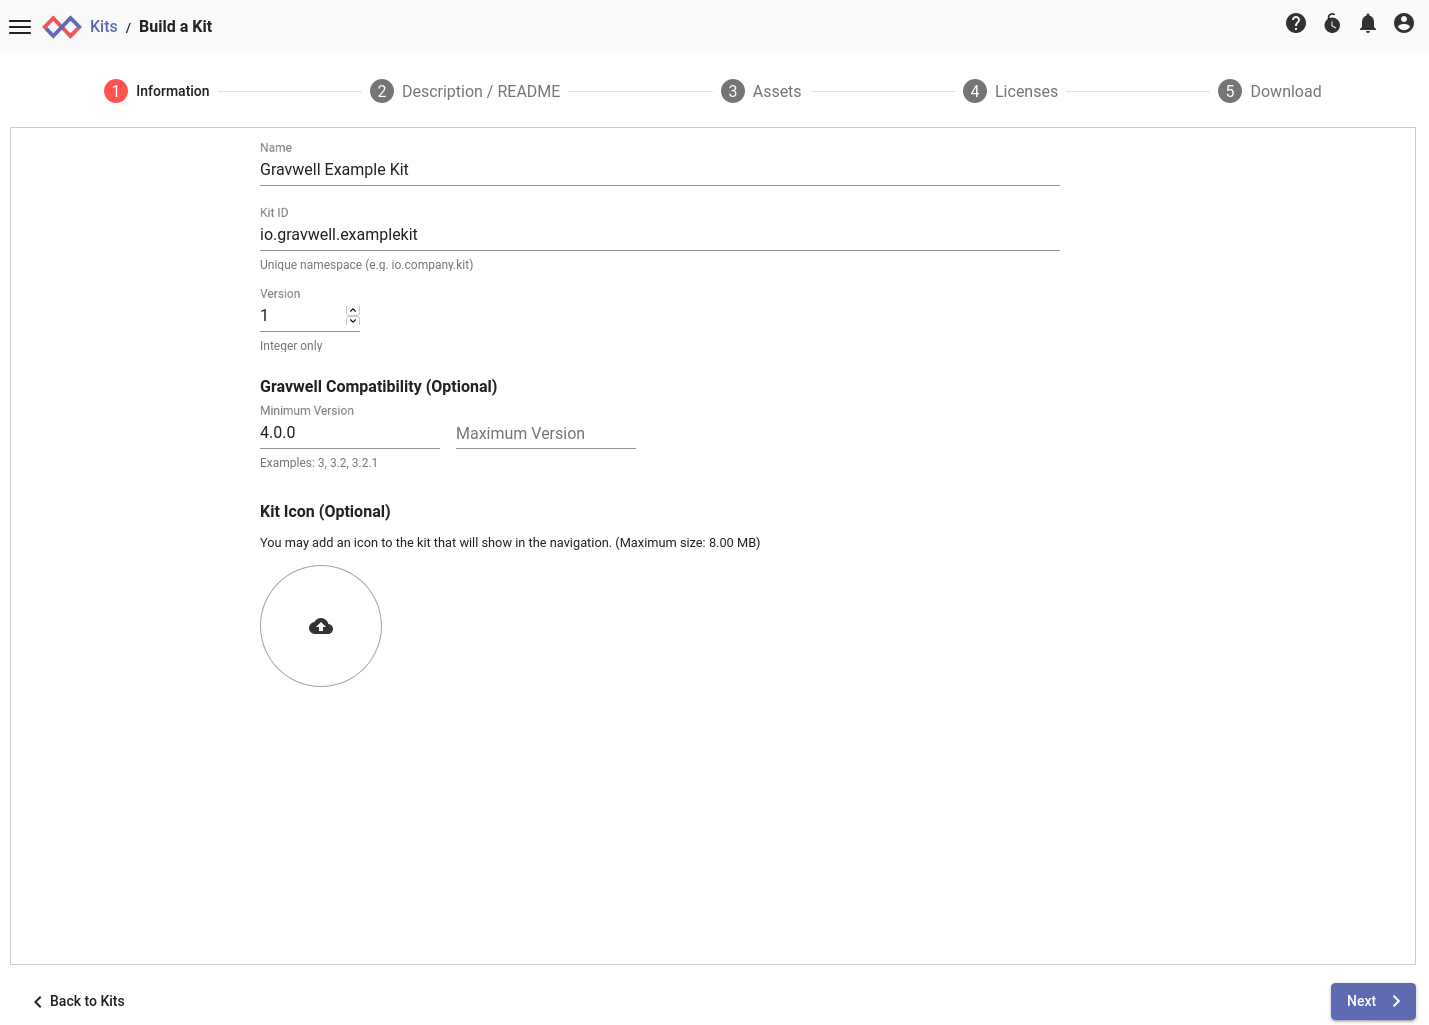 Kits / Build a Kit
1 Information 2 Description / README 3 Assets 4 Licenses 5 Download
Name
Gravwell Example Kit
Kit ID
io.gravwell.examplekit
Unique namespace (e.g. io.company.kit)
Version
1
Integer only
Gravwell Compatibility (Optional)
Minimum Version
4.0.0 Maximum Version
Examples: 3, 3.2, 3.2.1
Kit Icon (Optional)
You may add an icon to the kit that will show in the navigation. (Maximum size: 8.00 MB)
Back to Kits Next